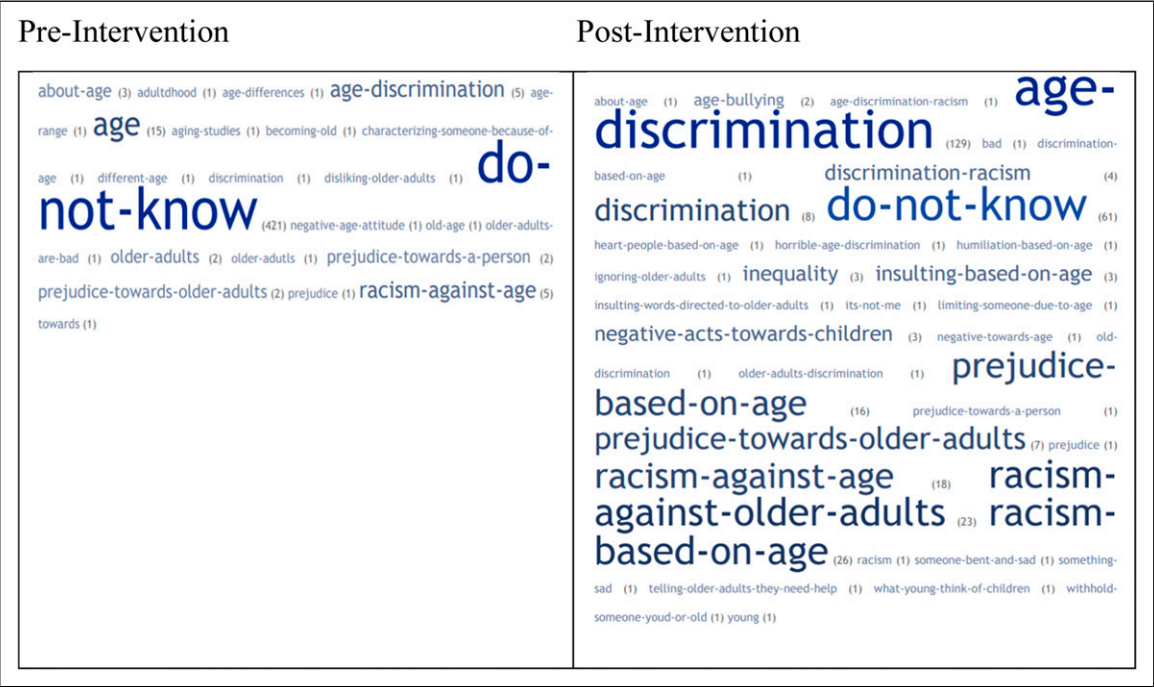 Pre-Intervention
Post-Intervention
about-age (3) adultdhood (1) age-differences (1) age-discrimination (5) age-
range (1) age (15) aging-studies (1) becoming-old (1) characterizing-someone-because-of-
age (1) different-age (1) discrimination (1) disliking-older-adults (1) do-
not-know (421) negative-age-attitude (1) old-age (1) older-adults-
are-bad (1) older-adults (2) older-adutls (1) prejudice-towards-a-person (2)
prejudice-towards-older-adults (2) prejudice (1) racism-against-age (5)
towards (1)
about-age (1) age-bullying (2) age-discrimination-racism (1) age-
discrimination (129) bad (1) discrimination-
based-on-age (1) discrimination-racism (4)
discrimination (8) do-not-know (61)
heart-people-based-on-age (1) horrible-age-discrimination (1) humiliation-based-on-age (1)
ignoring-older-adults (1) inequality (3) insulting-based-on-age (3)
insulting-words-directed-to-older-adults (1) its-not-me (1) limiting-someone-due-to-age (1)
negative-acts-towards-children (3) negative-towards-age (1) old-
discrimination (1) older-adults-discrimination (1) prejudice-
based-on-age (16) prejudice-towards-a-person (1)
prejudice-towards-older-adults (7) prejudice (1)
racism-against-age (18) racism-
against-older-adults (23) racism-
based-on-age (26) racism (1) someone-bent-and-sad (1) something-
sad (1) telling-older-adults-they-need-help (1) what-young-think-of-children (1) withhold-
someone-youd-or-old (1) young (1)